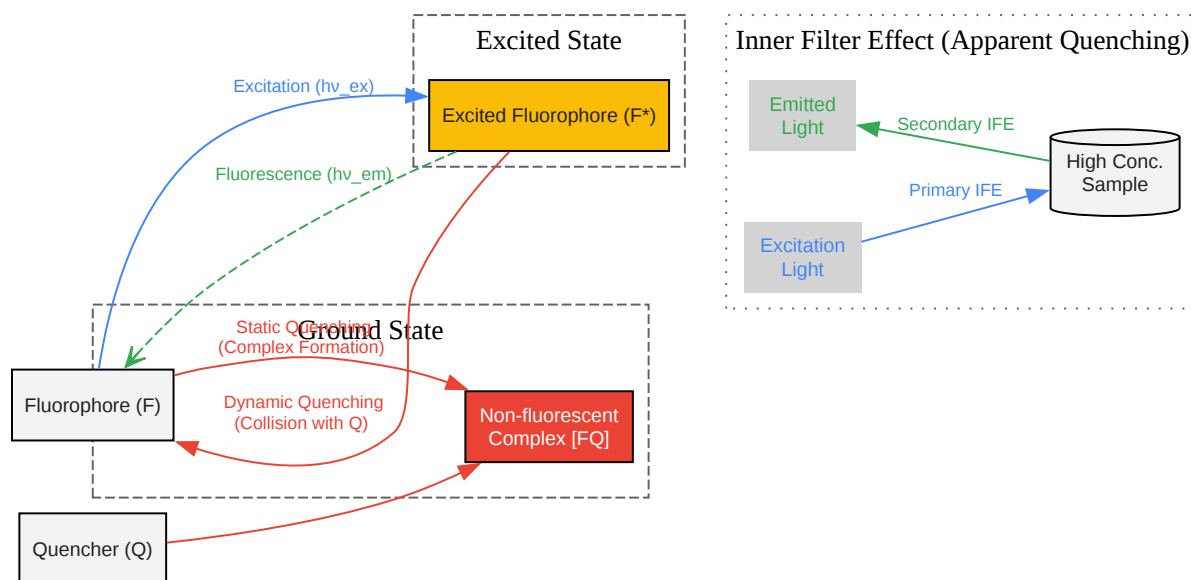 Excited State
Excitation (hν_ex)
Excited Fluorophore (F*)
Fluorescence (hν_em)
Ground State
Static Quenching
(Complex Formation)
Fluorophore (F)
Dynamic Quenching
(Collision with Q)
Non-fluorescent
Complex [FQ]
Quencher (Q)
Inner Filter Effect (Apparent Quenching)
Emitted
Light
Secondary IFE
High Conc.
Sample
Primary IFE
Excitation
Light